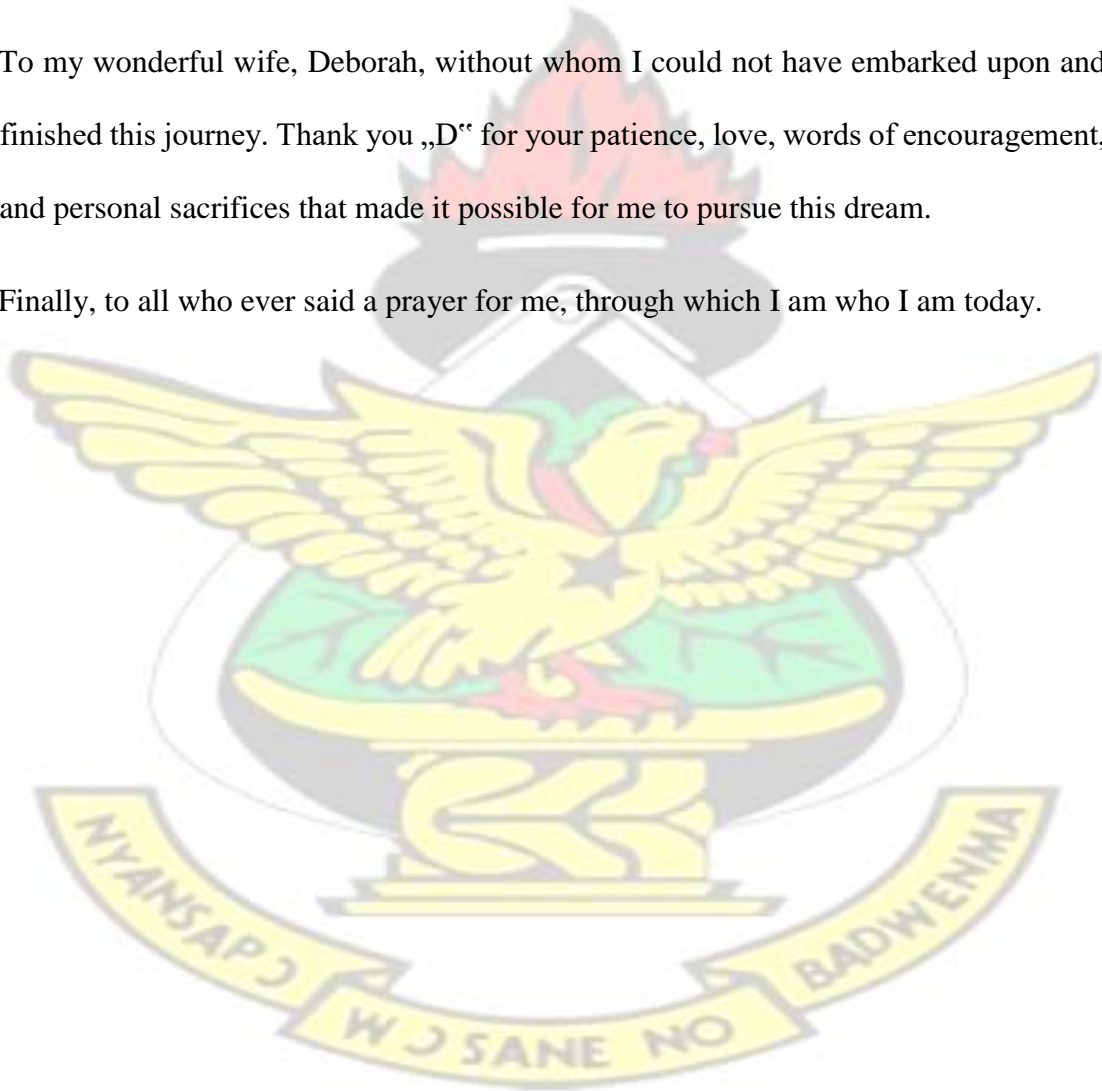 To my wonderful wife, Deborah, without whom I could not have embarked upon and
finished this journey. Thank you „D‟ for your patience, love, words of encouragement,
and personal sacrifices that made it possible for me to pursue this dream.
Finally, to all who ever said a prayer for me, through which I am who I am today.
NYANSAPƆ
WƆSANE NO
BADWENMA